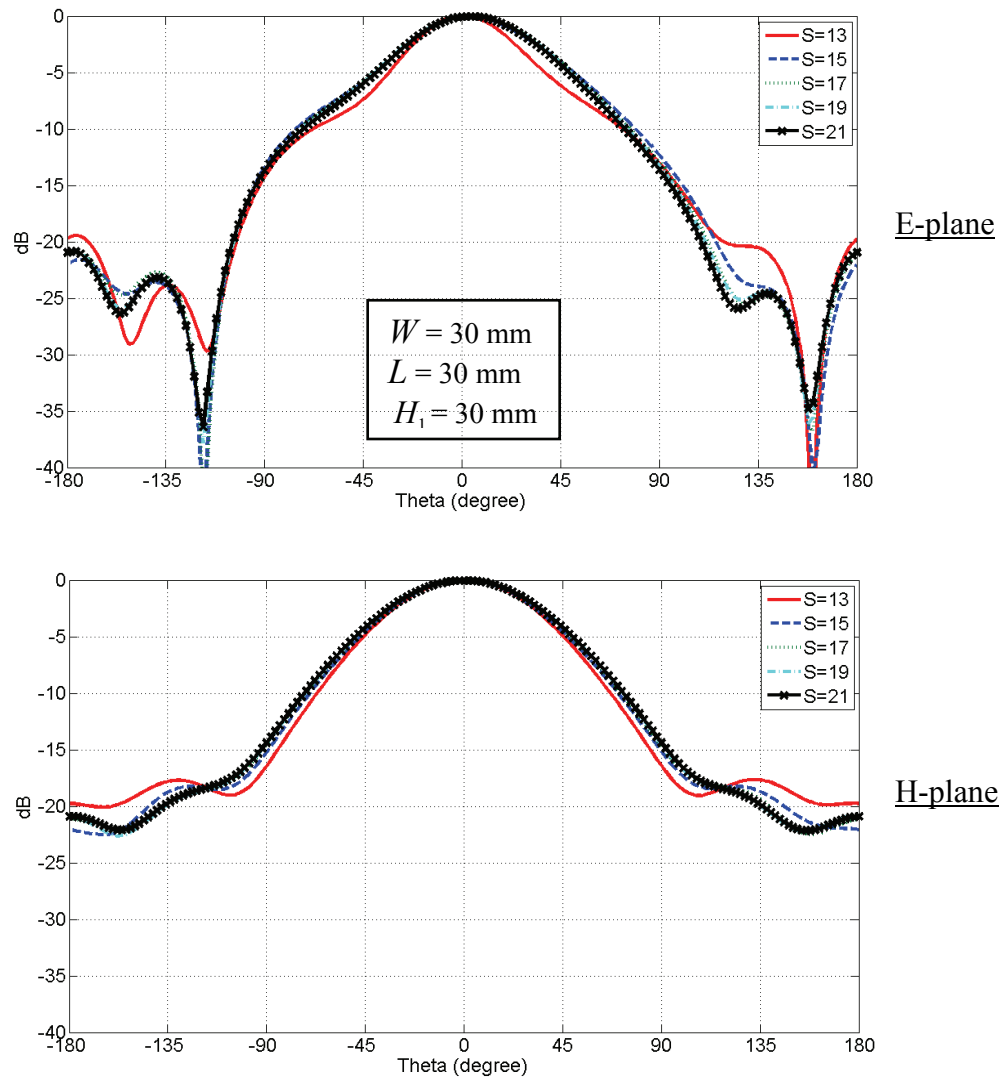 0
-5
-10
-15
-20
-25
-30
-35
-40
dB
S=13
S=15
S=17
S=19
S=21
W = 30 mm
L = 30 mm
H₁ = 30 mm
-180 -135 -90 -45 0 45 90 135 180
Theta (degree)
E-plane
0
-5
-10
-15
-20
-25
-30
-35
-40
dB
S=13
S=15
S=17
S=19
S=21
-180 -135 -90 -45 0 45 90 135 180
Theta (degree)
H-plane